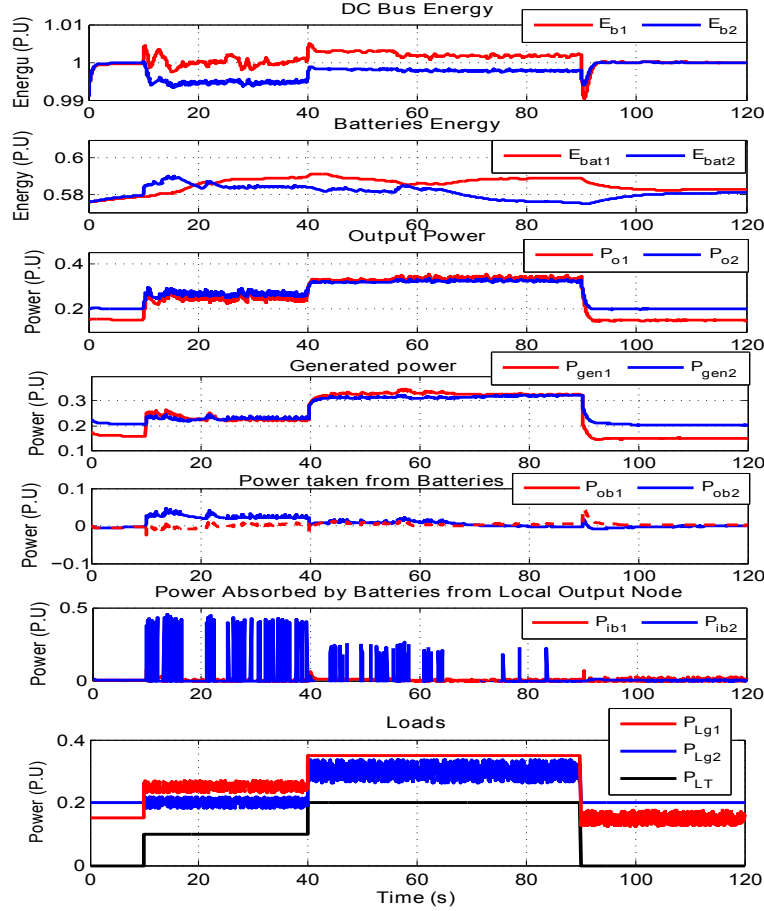 DC Bus Energy
Energu (P.U)
1.01
1
0.99
E_b1 E_b2
0 20 40 60 80 100 120
Batteries Energy
Energy (P.U)
0.6
0.58
E_bat1 E_bat2
0 20 40 60 80 100 120
Output Power
Power (P.U)
0.4
0.2
P_o1 P_o2
0 20 40 60 80 100 120
Generated power
Power (P.U)
0.3
0.2
0.1
P_gen1 P_gen2
0 20 40 60 80 100 120
Power taken from Batteries
Power (P.U)
0.1
0
−0.1
P_ob1 P_ob2
0 20 40 60 80 100 120
Power Absorbed by Batteries from Local Output Node
Power (P.U)
0.5
0
P_ib1 P_ib2
0 20 40 60 80 100 120
Loads
Power (P.U)
0.4
0.2
0
P_Lg1
P_Lg2
P_LT
0 20 40 60 80 100 120
Time (s)